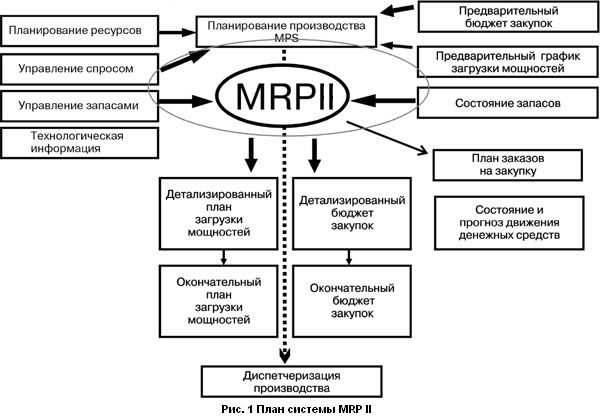 Планирование производства
MPS
Предварительный
бюджет закупок
Планирование ресурсов
Предварительный график
загрузки мощностей
Управление спросом
MRPII
Управление запасами
Состояние запасов
Технологическая
информация
План заказов
на закупку
Детализированный
план
загрузки
мощностей
Детализированный
бюджет
закупок
Состояние и
прогноз движения
денежных средств
Окончательный
план
загрузки
мощностей
Окончательный
бюджет
закупок
Диспетчеризация
производства
Рис. 1 План системы MRP II